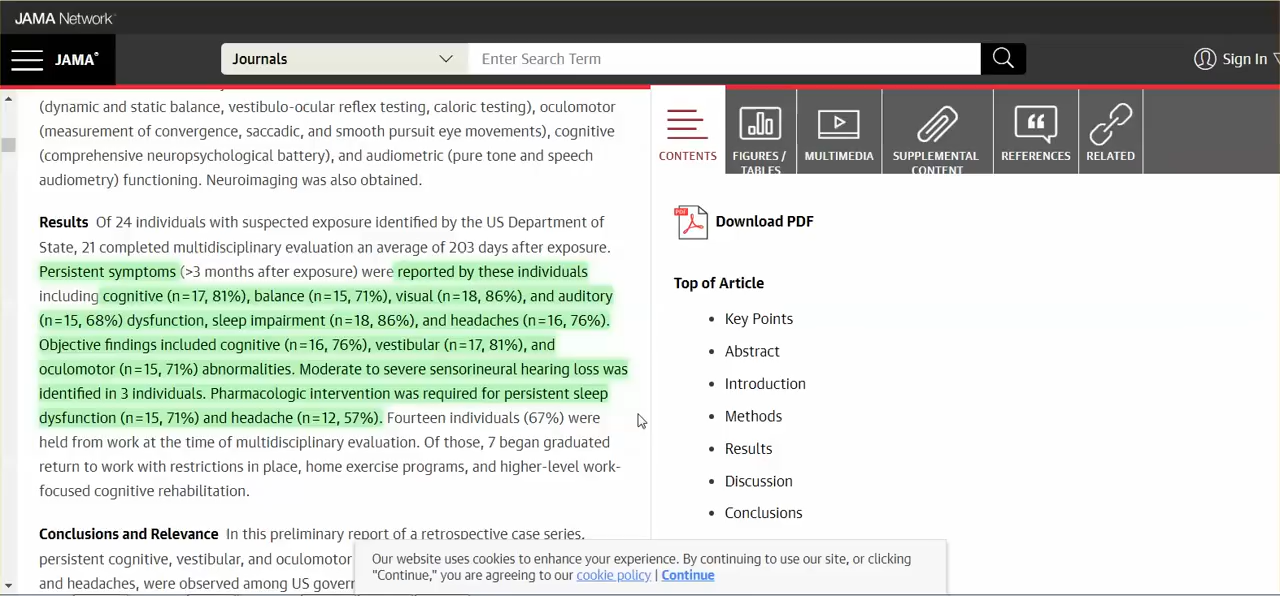 JAMA Network
JAMA
Journals
Enter Search Term
Sign In
(dynamic and static balance, vestibulo-ocular reflex testing, caloric testing), oculomotor
(measurement of convergence, saccadic, and smooth pursuit eye movements), cognitive
(comprehensive neuropsychological battery), and audiometric (pure tone and speech
audiometry) functioning. Neuroimaging was also obtained.
Results Of 24 individuals with suspected exposure identified by the US Department of
State, 21 completed multidisciplinary evaluation an average of 203 days after exposure.
Persistent symptoms (>3 months after exposure) were reported by these individuals
including cognitive (n=17, 81%), balance (n=15, 71%), visual (n=18, 86%), and auditory
(n=15, 68%) dysfunction, sleep impairment (n=18, 86%), and headaches (n=16, 76%).
Objective findings included cognitive (n=16, 76%), vestibular (n=17, 81%), and
oculomotor (n=15, 71%) abnormalities. Moderate to severe sensorineural hearing loss was
identified in 3 individuals. Pharmacologic intervention was required for persistent sleep
dysfunction (n=15, 71%) and headache (n=12, 57%). Fourteen individuals (67%) were
held from work at the time of multidisciplinary evaluation. Of those, 7 began graduated
return to work with restrictions in place, home exercise programs, and higher-level work-
focused cognitive rehabilitation.
Conclusions and Relevance In this preliminary report of a retrospective case series,
persistent cognitive, vestibular, and oculomotor
and headaches, were observed among US gover
CONTENTS
FIGURES /
TABLES
MULTIMEDIA
SUPPLEMENTAL
CONTENT
REFERENCES
RELATED
PDF
Download PDF
Top of Article
• Key Points
• Abstract
• Introduction
• Methods
• Results
• Discussion
• Conclusions
Our website uses cookies to enhance your experience. By continuing to use our site, or clicking
"Continue," you are agreeing to our cookie policy | Continue